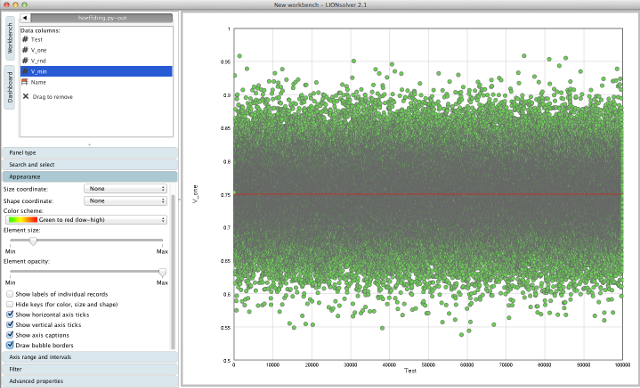 New workbench – LIONsolver 2.1
Workbench
Dashboard
hoeffding.py-out
Data columns:
Test
V_one
V_rnd
V_min
Name
Drag to remove
Panel type
Search and select
Appearance
Size coordinate: None
Shape coordinate: None
Color scheme:
Green to red (low-high)
Element size:
Min Max
Element opacity:
Min Max
Show labels of individual records
Hide keys (for color, size and shape)
Show horizontal axis ticks
Show vertical axis ticks
Show axis captions
Draw bubble borders
Axis range and intervals
Filter
Advanced properties
1
0.95
0.9
0.85
0.8
0.75
0.7
0.65
0.6
0.55
0.5
V_one
0 10000 20000 30000 40000 50000 60000 70000 80000 90000 100000
Test